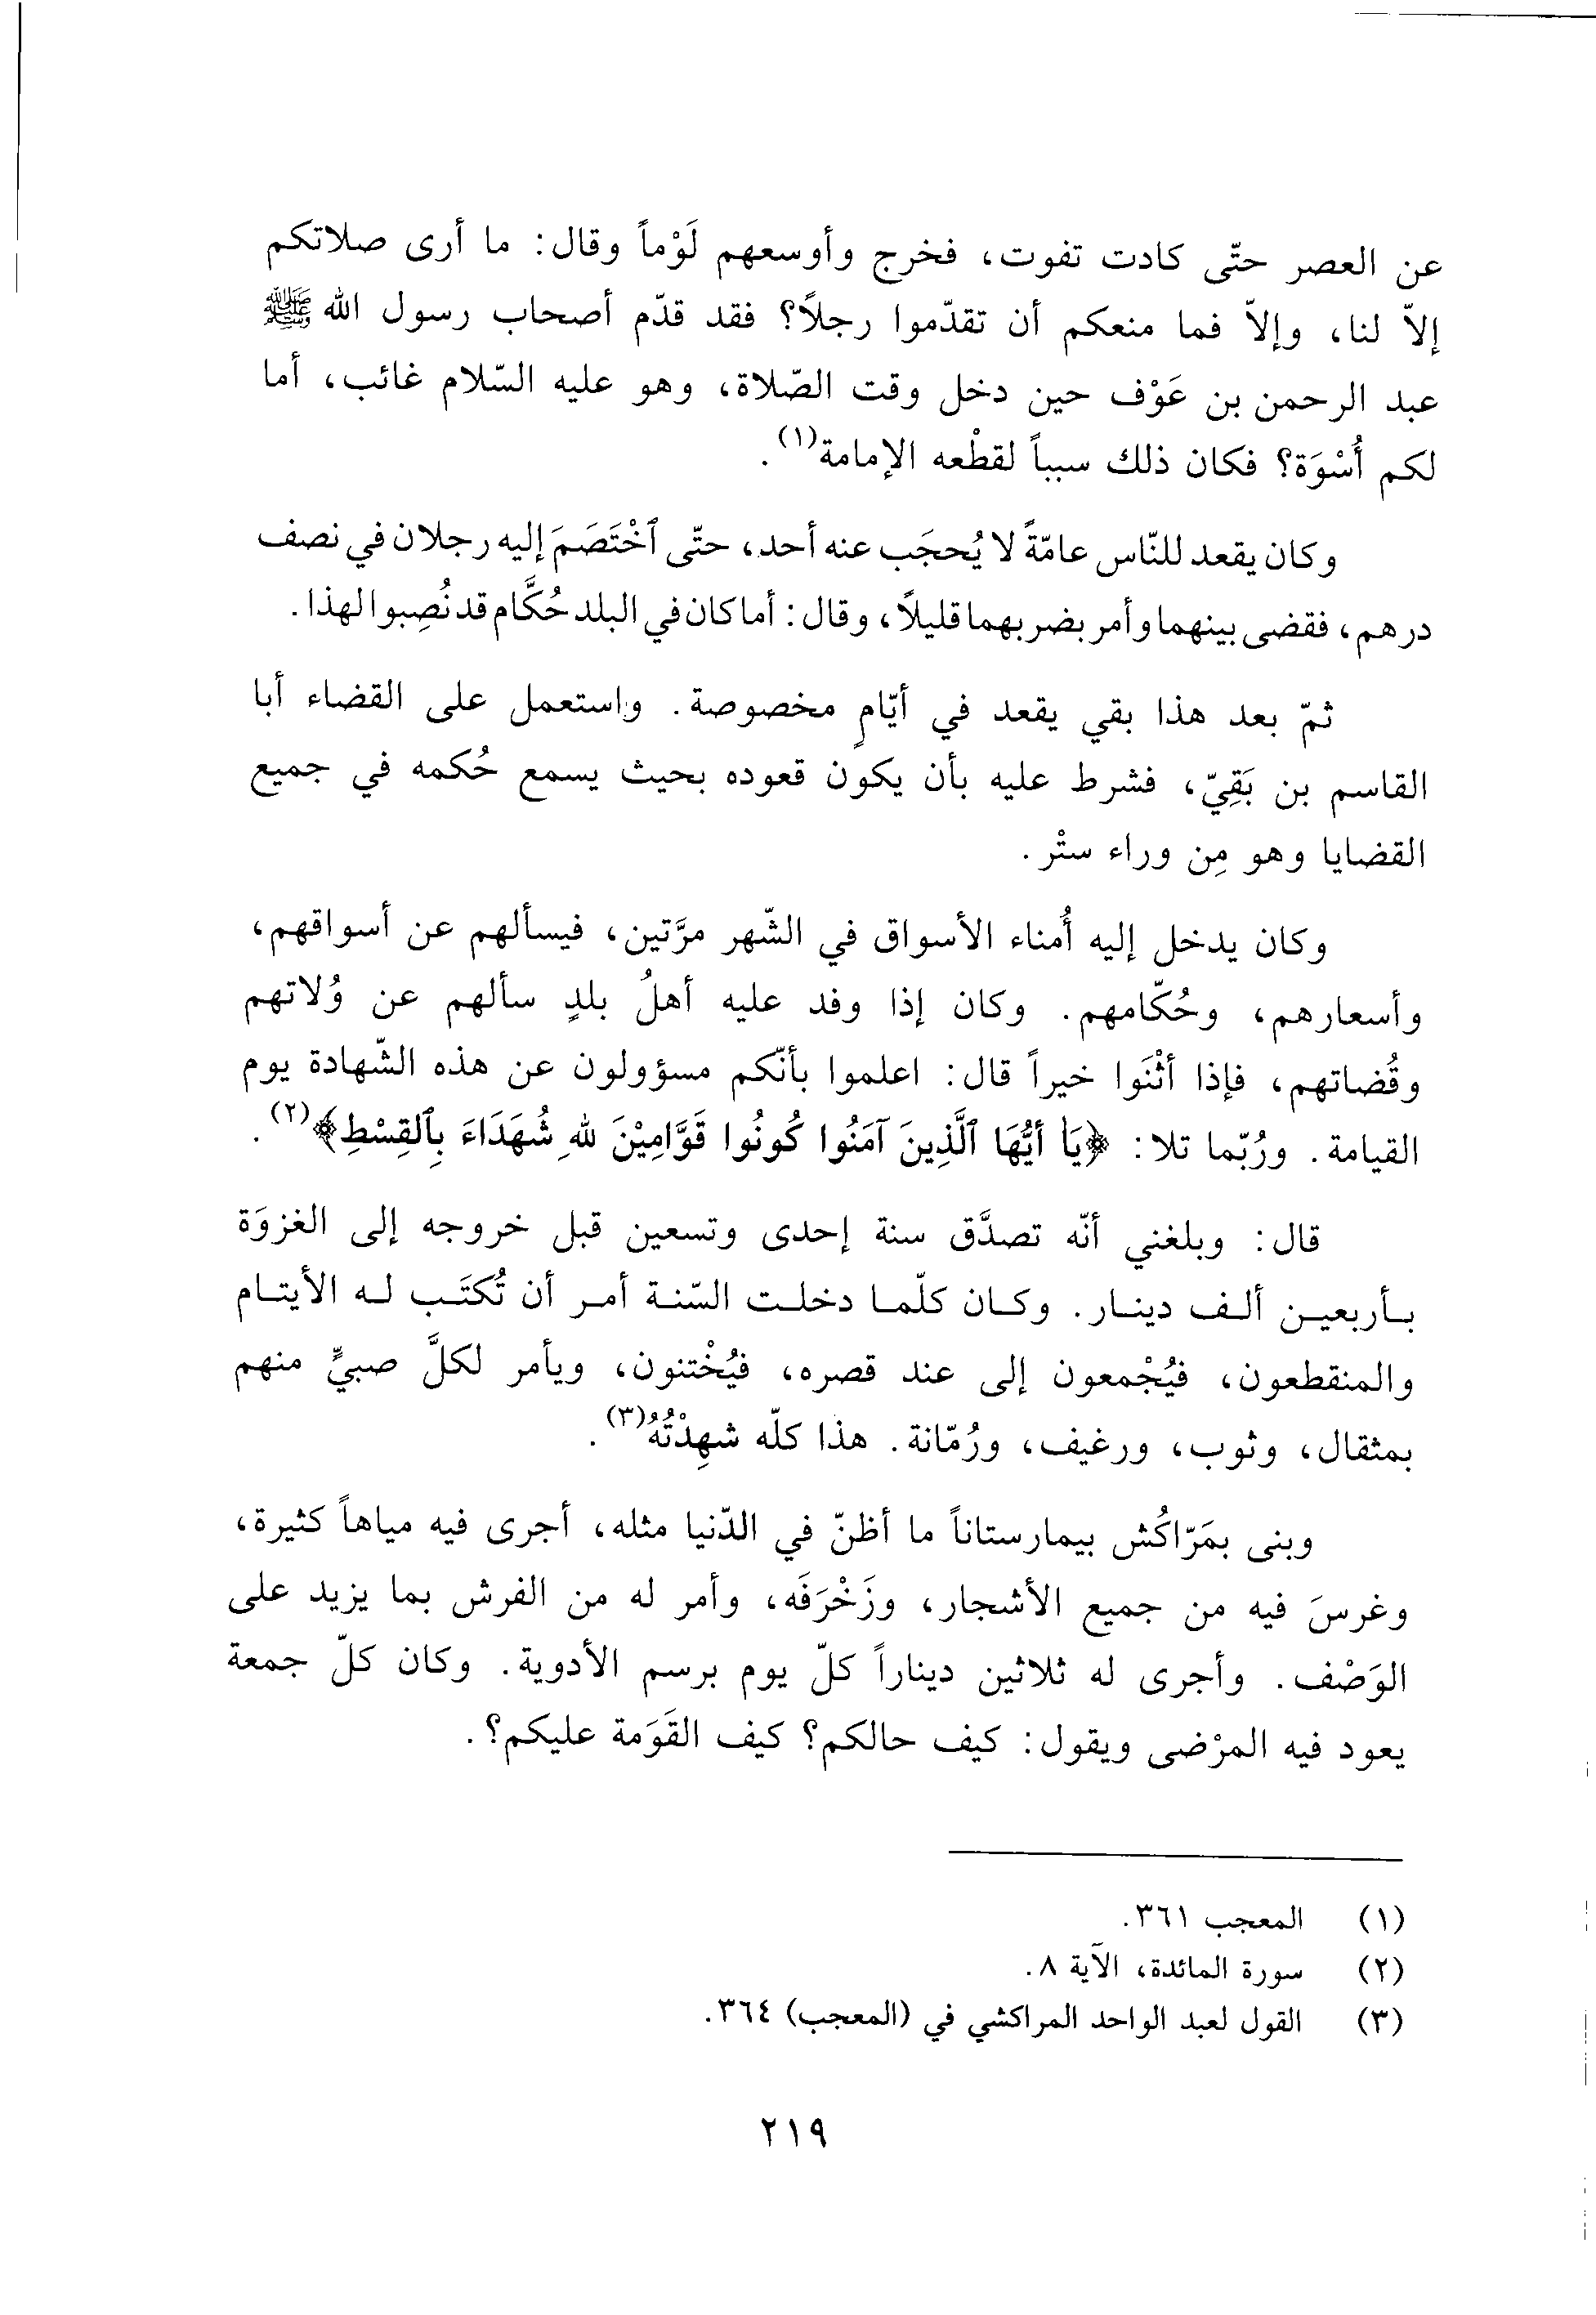 عن العصر حتّى كادت تفوت، فخرج وأوسعهم لَوْماً وقال: ما أرى صلاتكم
إلاّ لنا، وإلاّ فما منعكم أن تقدّموا رجلاً؟ فقد قدّم أصحاب رسول الله ﷺ
عبد الرحمن بن عَوْف حين دخل وقت الصّلاة، وهو عليه السّلام غائب، أما
لكم أُسْوَة؟ فكان ذلك سبباً لقطْعه الإمامة(١).
وكان يقعد للنّاس عامّةً لا يُحجَب عنه أحد، حتّى ٱخْتَصَمَ إليه رجلان في نصف
درهم، فقضى بينهما وأمر بضربهما قليلاً، وقال: أما كان في البلد حُكَّام قد نُصِبوا لهذا.
ثمّ بعد هذا بقي يقعد في أيّامٍ مخصوصة. واستعمل على القضاء أبا
القاسم بن بَقِيّ، فشرط عليه بأن يكون قعوده بحيث يسمع حُكمه في جميع
القضايا وهو مِن وراء ستْر.
وكان يدخل إليه أُمناء الأسواق في الشّهر مرَّتين، فيسألهم عن أسواقهم،
وأسعارهم، وحُكّامهم. وكان إذا وفد عليه أهلُ بلدٍ سألهم عن وُلاتهم
وقُضاتهم، فإذا أثْنَوا خيراً قال: اعلموا بأنّكم مسؤولون عن هذه الشّهادة يوم
القيامة. ورُبّما تلا: ﴿يَا أَيُّهَا ٱلَّذِينَ آمَنُوا كُونُوا قَوَّامِيْنَ للهِ شُهَدَاءَ بِٱلقِسْطِ﴾(٢).
قال: وبلغني أنّه تصدَّق سنة إحدى وتسعين قبل خروجه إلى الغزوَة
بأربعين ألف دينار. وكان كلّما دخلت السّنة أمر أن تُكتَب له الأيتام
والمنقطعون، فيُجْمعون إلى عند قصره، فيُخْتنون، ويأمر لكلَّ صبيٍّ منهم
بمثقال، وثوب، ورغيف، ورُمّانة. هذا كلّه شهِدْتُهُ(٣).
وبنى بمَرّاكُش بيمارستاناً ما أظنّ في الدّنيا مثله، أجرى فيه مياهاً كثيرة،
وغرسَ فيه من جميع الأشجار، وزَخْرَفَه، وأمر له من الفرش بما يزيد على
الوَصْف. وأجرى له ثلاثين ديناراً كلّ يوم برسم الأدوية. وكان كلّ جمعة
يعود فيه المرْضى ويقول: كيف حالكم؟ كيف القَوَمة عليكم؟.
(١) المعجب ٣٦١.
(٢) سورة المائدة، الآية ٨.
(٣) القول لعبد الواحد المراكشي في (المعجب) ٣٦٤.
٢١٩